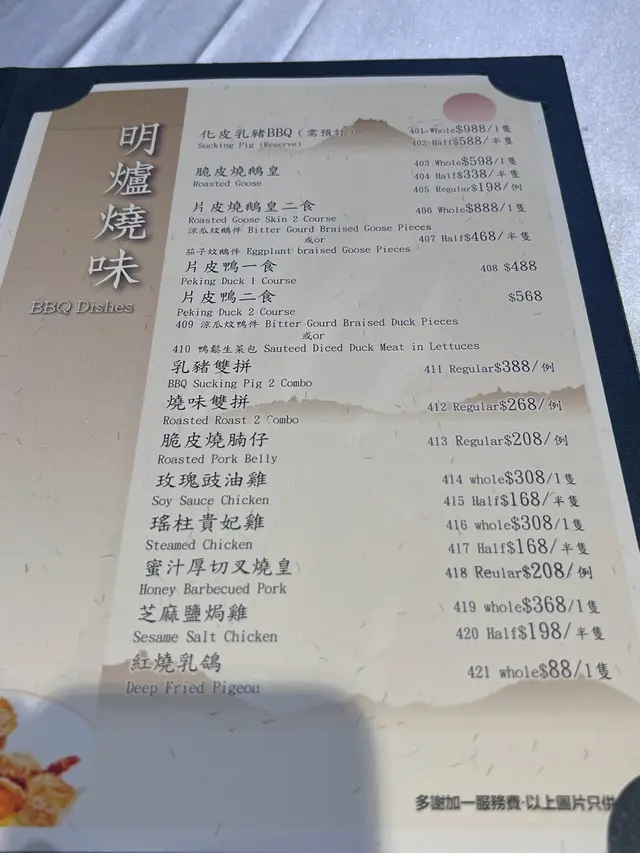 明爐燒味
BBQ Dishes
化皮乳豬BBQ（需預訂） 401 Whole$988/1隻
Sucking Pig (Reserve) 402 Half$588/半隻
403 Whole$598/1隻
脆皮燒鵝皇 404 Half$338/半隻
Roasted Goose 405 Regular$198/例
片皮燒鵝皇二食 406 Whole$888/1隻
Roasted Goose Skin 2 Course
涼瓜炆鵝件 Bitter Gourd Braised Goose Pieces
或or 407 Half$468/半隻
茄子炆鵝件 Eggplant braised Goose Pieces
片皮鴨一食 408 $488
Peking Duck 1 Course
片皮鴨二食 $568
Peking Duck 2 Course
409 涼瓜炆鴨件 Bitter Gourd Braised Duck Pieces
或or
410 鴨鬆生菜包 Sauteed Diced Duck Meat in Lettuces
乳豬雙拼 411 Regular$388/例
BBQ Sucking Pig 2 Combo
燒味雙拼 412 Regular$268/例
Roasted Roast 2 Combo
脆皮燒腩仔 413 Regular$208/例
Roasted Pork Belly
玫瑰豉油雞 414 whole$308/1隻
Soy Sauce Chicken 415 Half$168/半隻
瑤柱貴妃雞 416 whole$308/1隻
Steamed Chicken 417 Half$168/半隻
蜜汁厚切叉燒皇 418 Reular$208/例
Honey Barbecued Pork
芝麻鹽焗雞 419 whole$368/1隻
Sesame Salt Chicken 420 Half$198/半隻
紅燒乳鴿 421 whole$88/1隻
Deep Fried Pigeon
多謝加一服務費·以上圖片只供